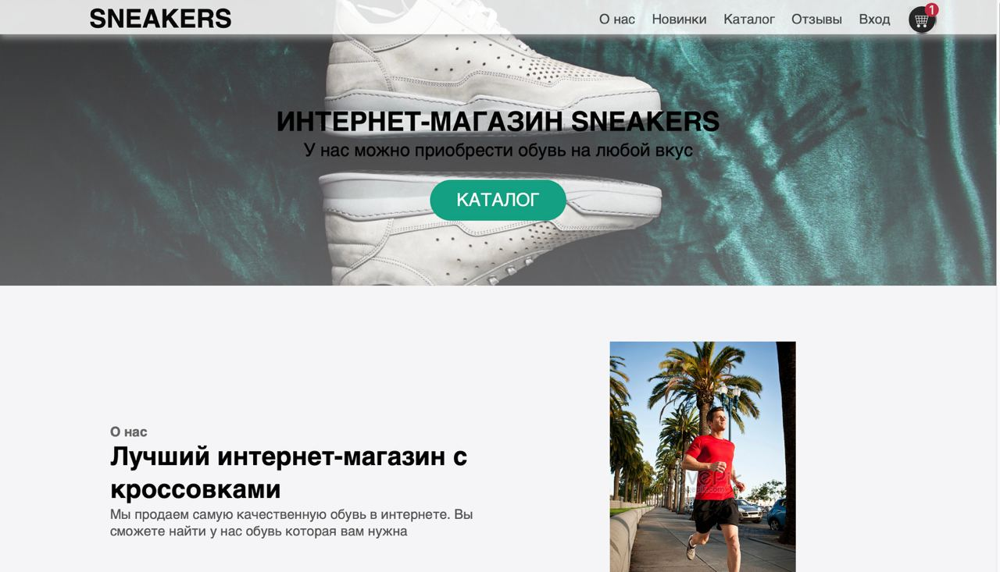 SNEAKERS
О нас Новинки Каталог Отзывы Вход 1
ИНТЕРНЕТ-МАГАЗИН SNEAKERS
У нас можно приобрести обувь на любой вкус
КАТАЛОГ
О нас
Лучший интернет-магазин с
кроссовками
Мы продаем самую качественную обувь в интернете. Вы
сможете найти у нас обувь которая вам нужна